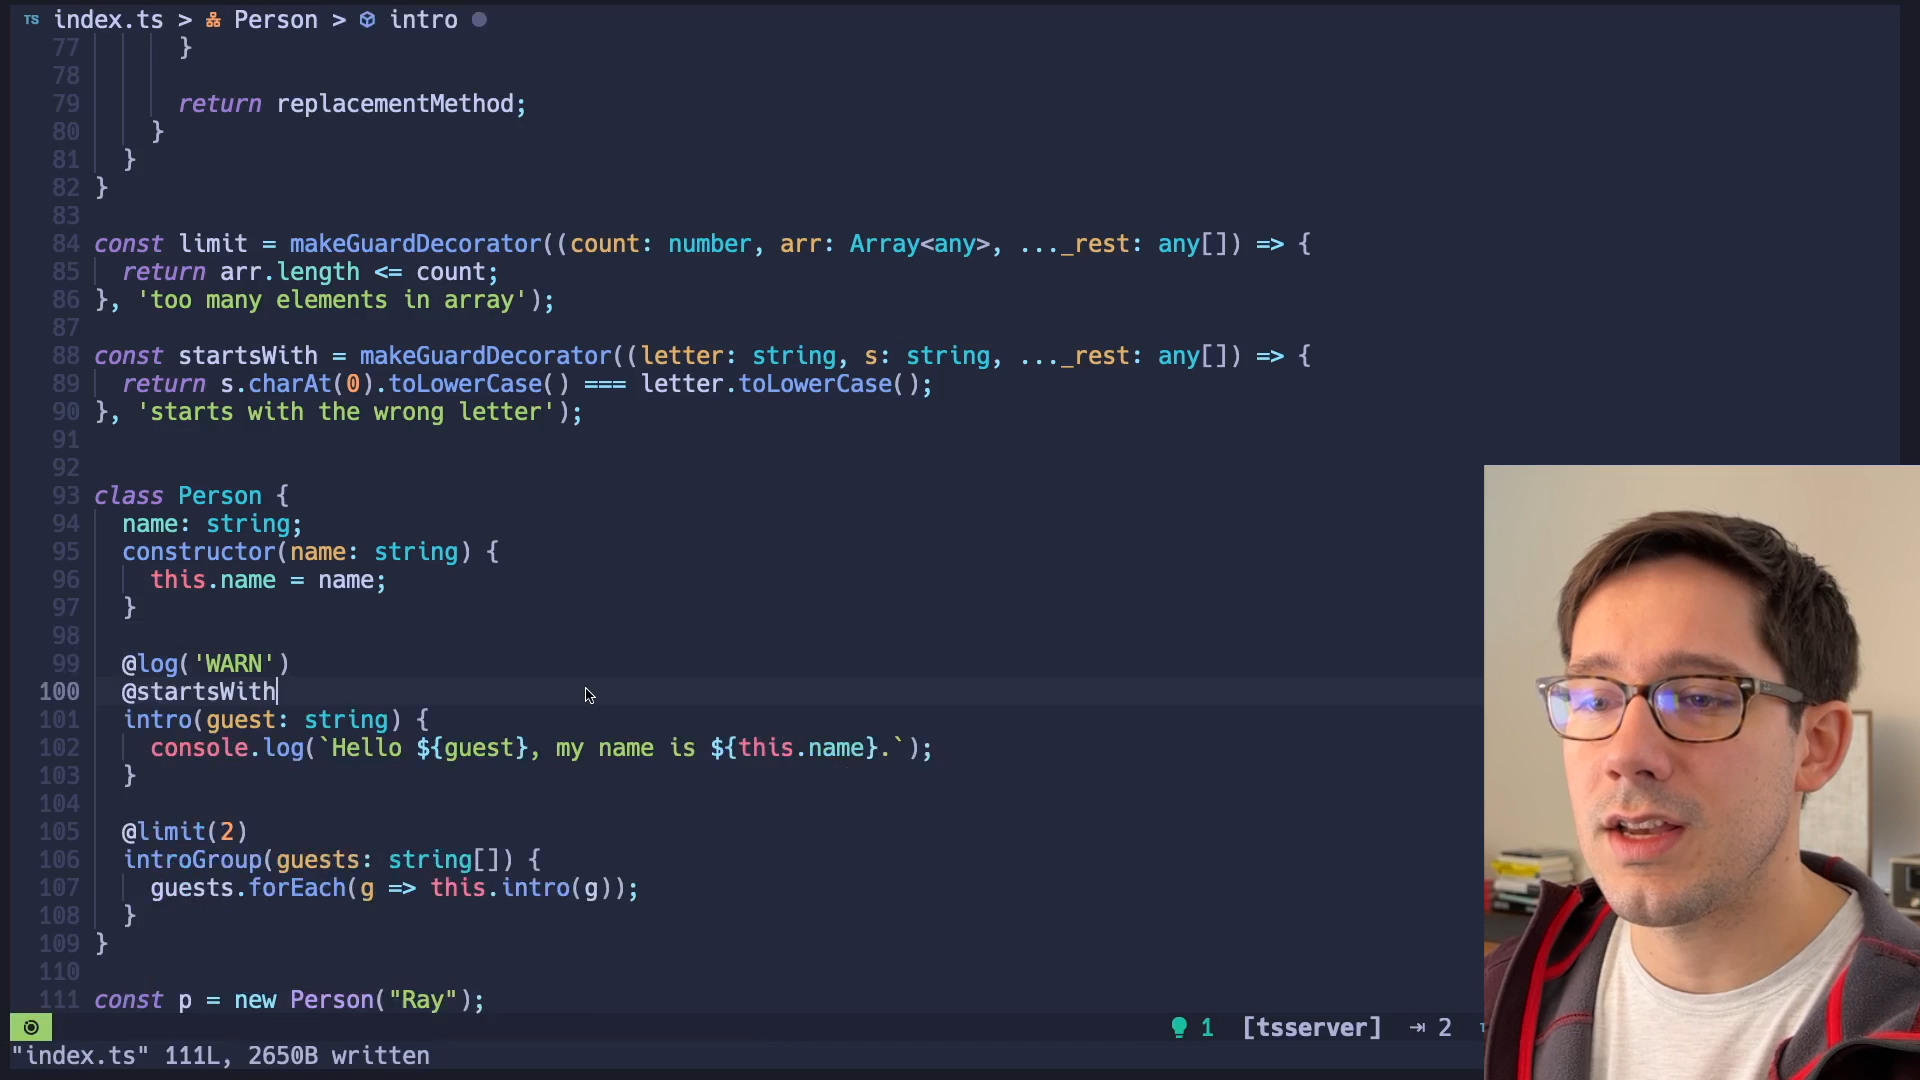 TS index.ts > Person > intro
77 }
78
79 return replacementMethod;
80 }
81 }
82 }
83
84 const limit = makeGuardDecorator((count: number, arr: Array<any>, ..._rest: any[]) => {
85 return arr.length <= count;
86 }, 'too many elements in array');
87
88 const startsWith = makeGuardDecorator((letter: string, s: string, ..._rest: any[]) => {
89 return s.charAt(0).toLowerCase() === letter.toLowerCase();
90 }, 'starts with the wrong letter');
91
92
93 class Person {
94 name: string;
95 constructor(name: string) {
96 this.name = name;
97 }
98
99 @log('WARN')
100 @startsWith
101 intro(guest: string) {
102 console.log(`Hello ${guest}, my name is ${this.name}.`);
103 }
104
105 @limit(2)
106 introGroup(guests: string[]) {
107 guests.forEach(g => this.intro(g));
108 }
109 }
110
111 const p = new Person("Ray");
1 [tsserver] ⇥ 2
"index.ts" 111L, 2650B written